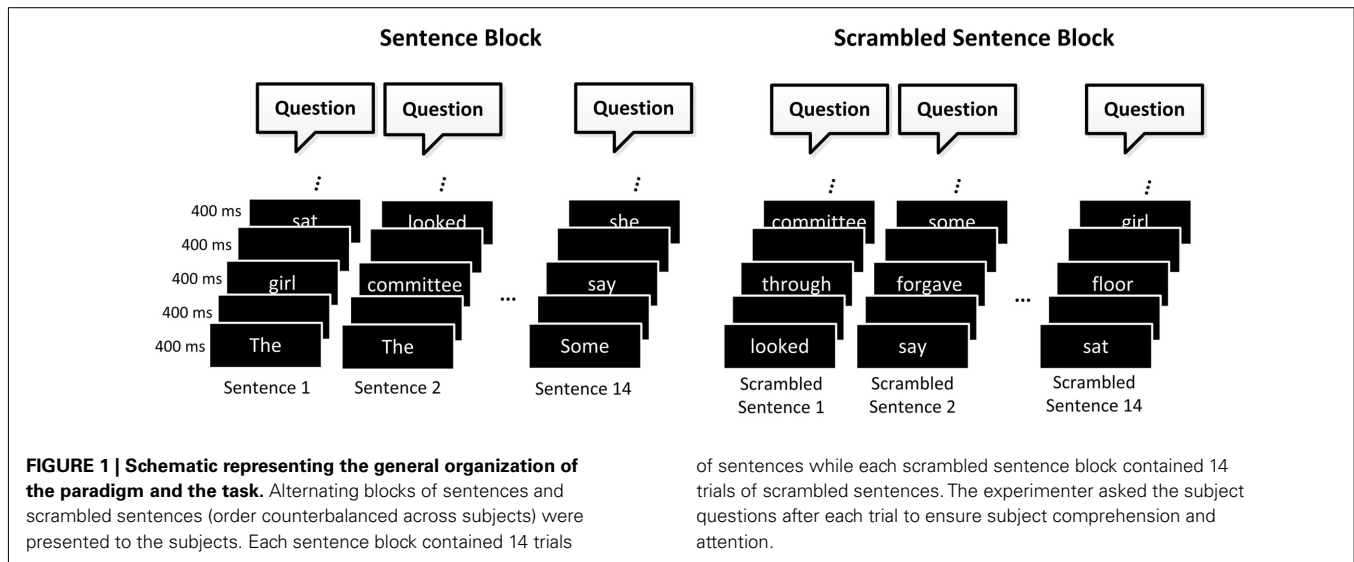 Sentence Block
Scrambled Sentence Block
Question
Question
Question
Question
Question
Question
400 ms
400 ms
400 ms
400 ms
400 ms
sat
looked
she
committee
some
girl
girl
committee
...
say
through
forgave
...
floor
The
The
Some
looked
say
sat
Sentence 1
Sentence 2
Sentence 14
Scrambled
Sentence 1
Scrambled
Sentence 2
Scrambled
Sentence 14
FIGURE 1 | Schematic representing the general organization of
the paradigm and the task. Alternating blocks of sentences and
scrambled sentences (order counterbalanced across subjects) were
presented to the subjects. Each sentence block contained 14 trials
of sentences while each scrambled sentence block contained 14
trials of scrambled sentences. The experimenter asked the subject
questions after each trial to ensure subject comprehension and
attention.